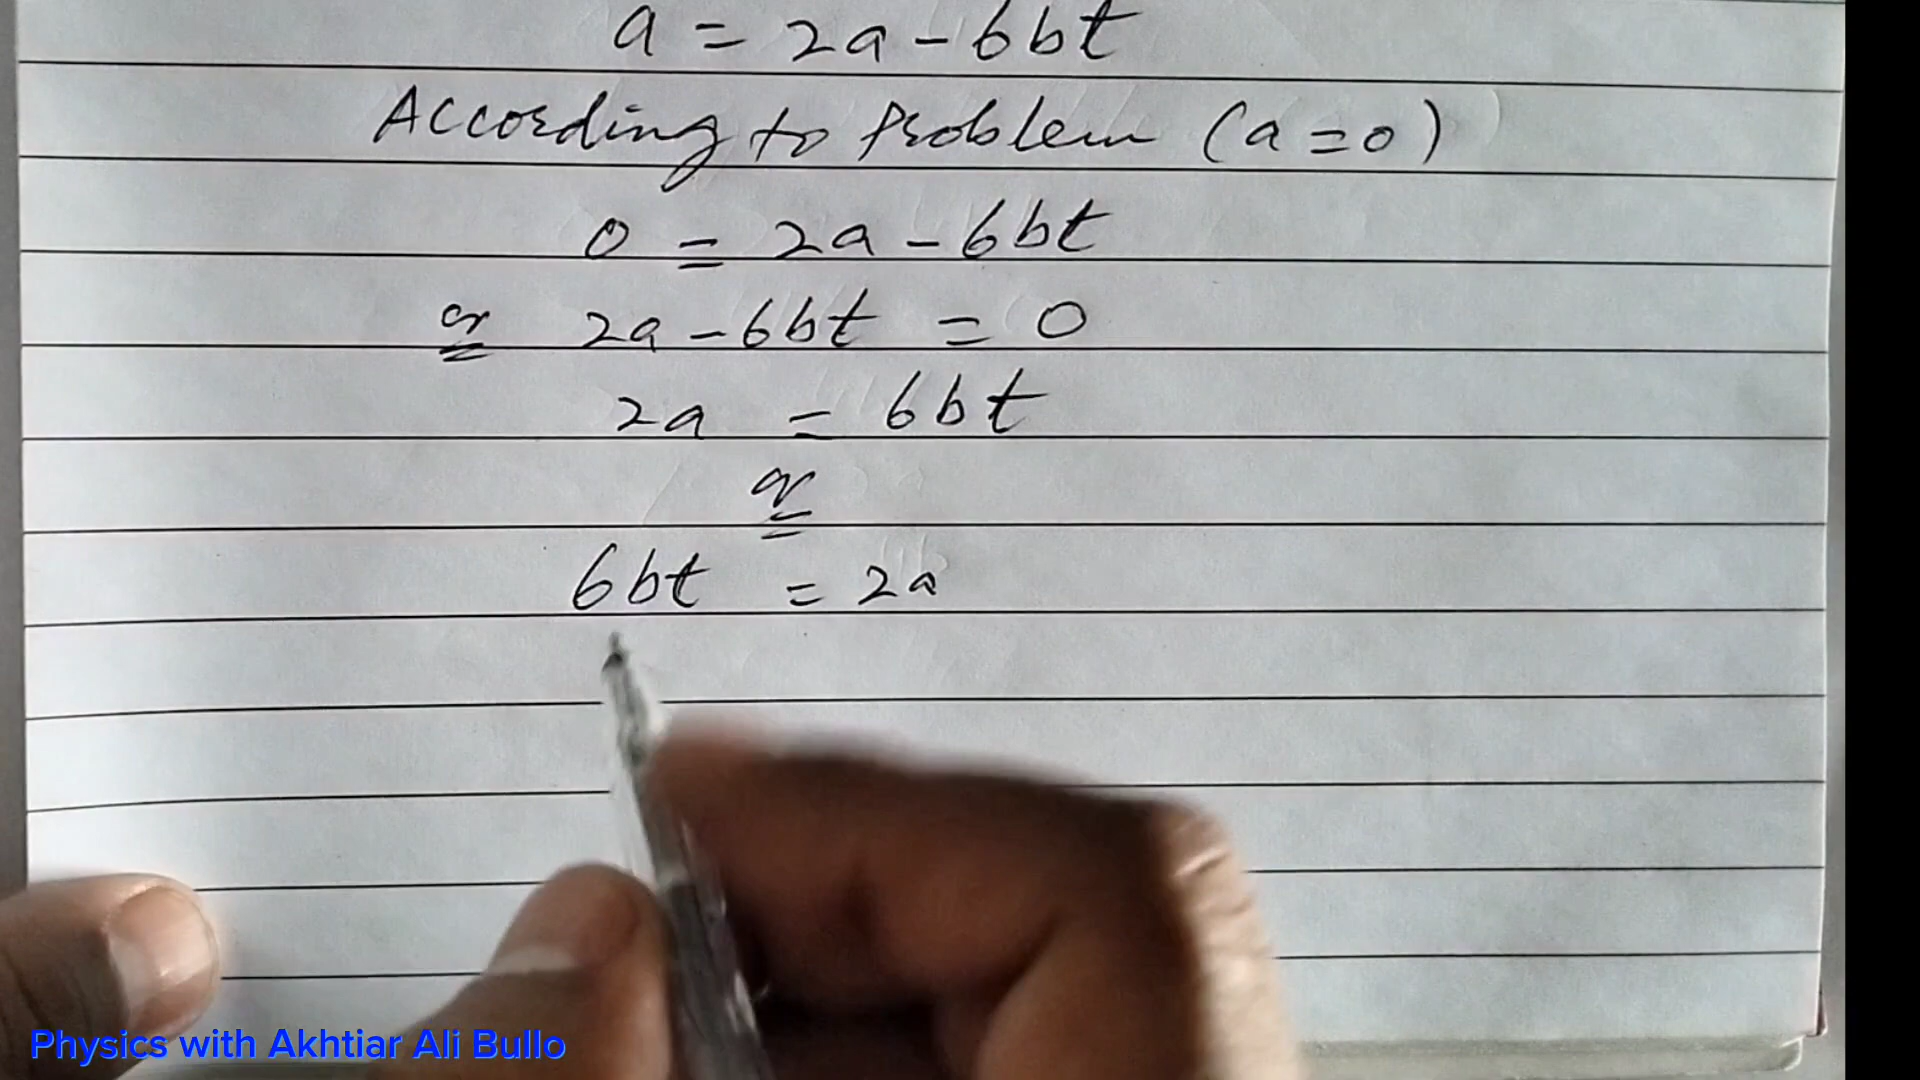 a = 2a - 6bt
According to Problem (a = 0)
0 = 2a - 6bt
or 2a - 6bt = 0
2a = 6bt
or
6bt = 2a
Physics with Akhtiar Ali Bullo